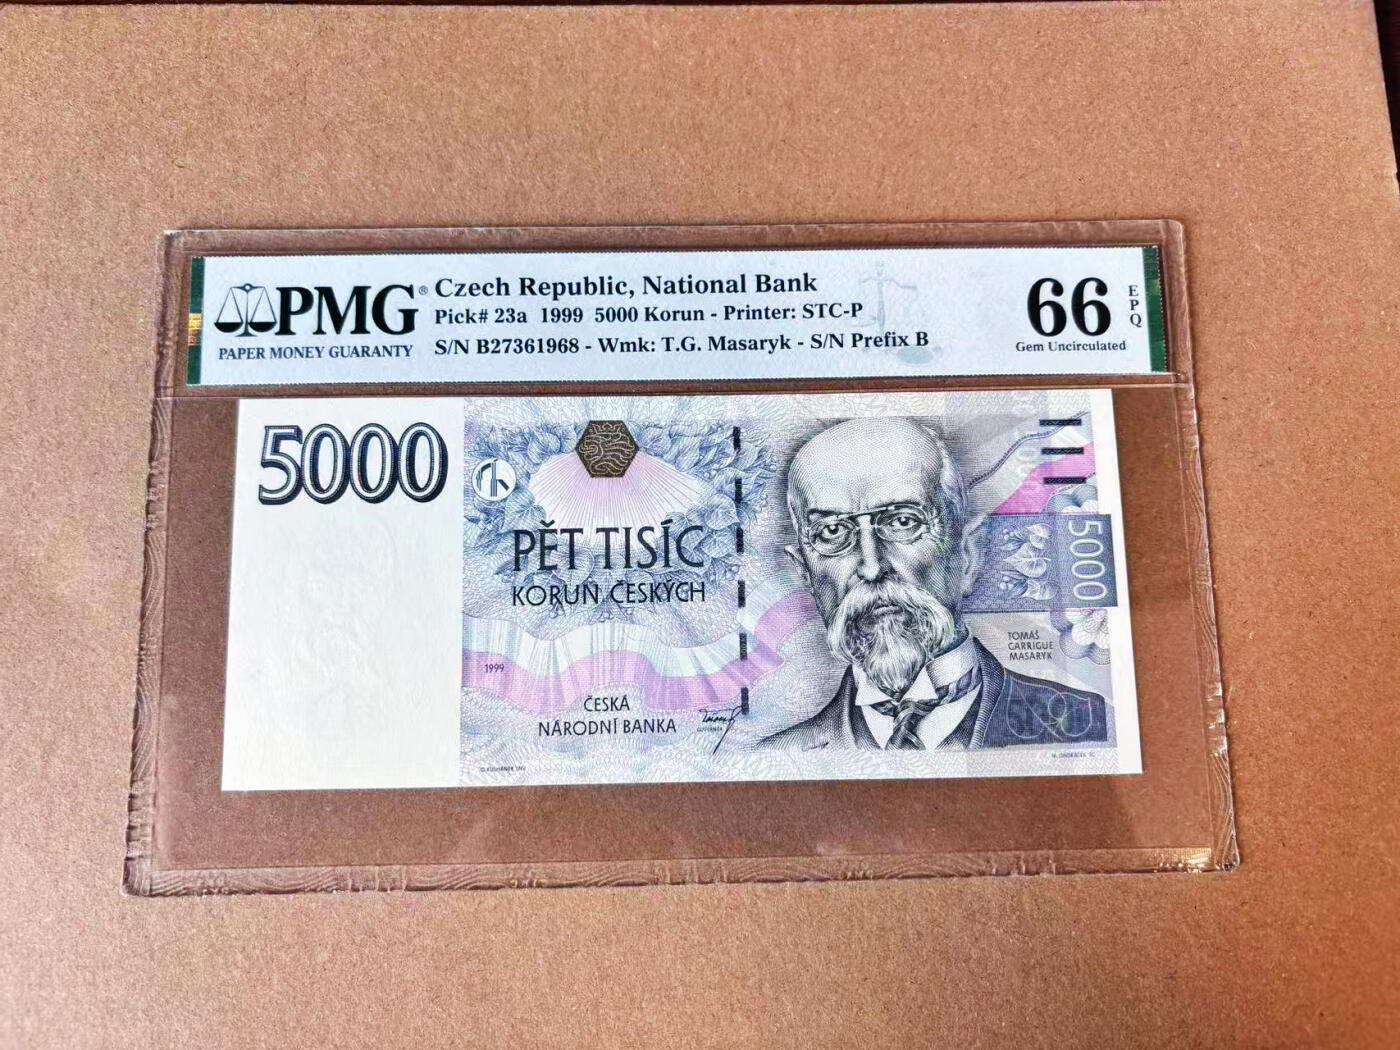 PMG®
PAPER MONEY GUARANTY
Czech Republic, National Bank
Pick# 23a 1999 5000 Korun - Printer: STC-P
S/N B27361968 - Wmk: T.G. Masaryk - S/N Prefix B
66
EPQ
Gem Uncirculated
5000
PĚT TISÍC
KORUN ČESKÝCH
1999
ČESKÁ
NÁRODNÍ BANKA
GUVERNÉR
5000
TOMÁŠ
GARRIGUE
MASARYK